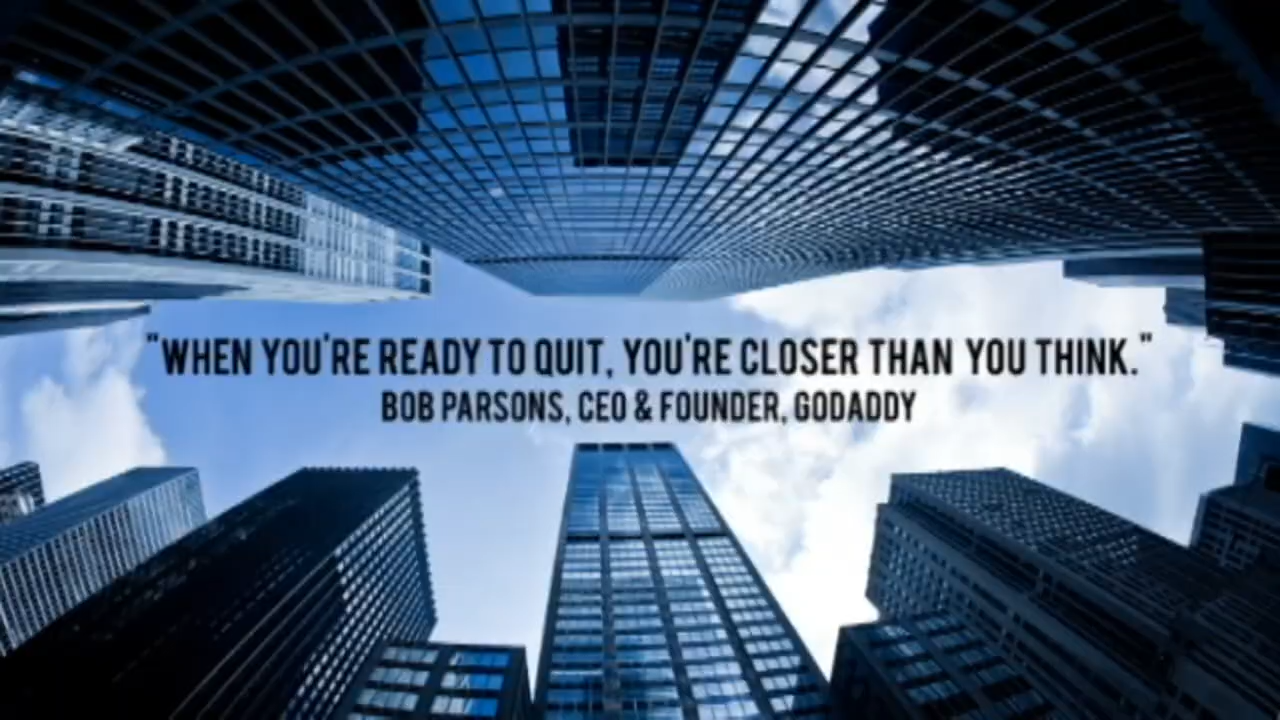 "WHEN YOU'RE READY TO QUIT, YOU'RE CLOSER THAN YOU THINK."
BOB PARSONS, CEO & FOUNDER, GODADDY